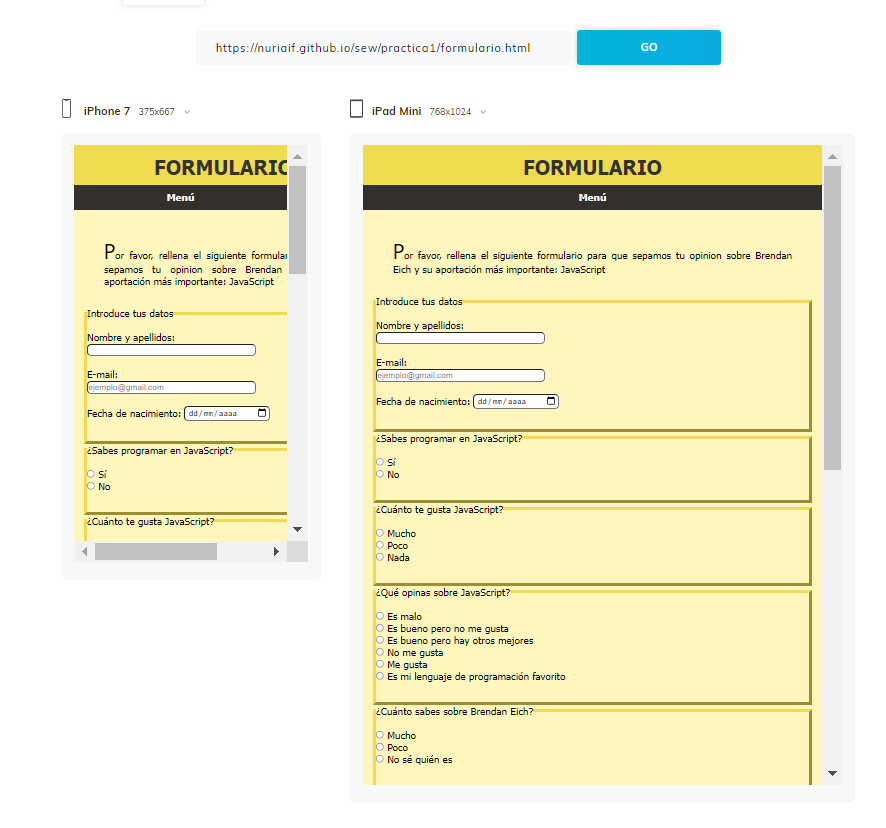 https://nuriaif.github.io/sew/practica1/formulario.html
GO
iPhone 7 375x667
FORMULARIO
Menú
Por favor, rellena el siguiente formular
sepamos tu opinion sobre Brendan
aportación más importante: JavaScript
Introduce tus datos
Nombre y apellidos:
E-mail:
ejemplo@gmail.com
Fecha de nacimiento: dd/mm/aaaa
¿Sabes programar en JavaScript?
Sí
No
¿Cuánto te gusta JavaScript?
iPad Mini 768x1024
FORMULARIO
Menú
Por favor, rellena el siguiente formulario para que sepamos tu opinion sobre Brendan
Eich y su aportación más importante: JavaScript
Introduce tus datos
Nombre y apellidos:
E-mail:
ejemplo@gmail.com
Fecha de nacimiento: dd/mm/aaaa
¿Sabes programar en JavaScript?
Sí
No
¿Cuánto te gusta JavaScript?
Mucho
Poco
Nada
¿Qué opinas sobre JavaScript?
Es malo
Es bueno pero no me gusta
Es bueno pero hay otros mejores
No me gusta
Me gusta
Es mi lenguaje de programación favorito
¿Cuánto sabes sobre Brendan Eich?
Mucho
Poco
No sé quién es